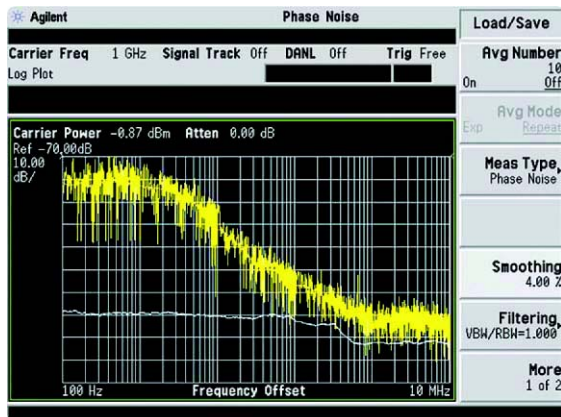 Agilent
Phase Noise
Load/Save
Carrier Freq 1 GHz Signal Track Off DANL Off Trig Free
Log Plot
Avg Number
10
On Off
Avg Mode
Exp Repeat
Carrier Power -0.87 dBm Atten 0.00 dB
Ref -70.00dB
10.00
dB/
Meas Type
Phase Noise
Smoothing
4.00 %
Filtering
VBW/RBW=1.000
More
1 of 2
100 Hz Frequency Offset 10 MHz